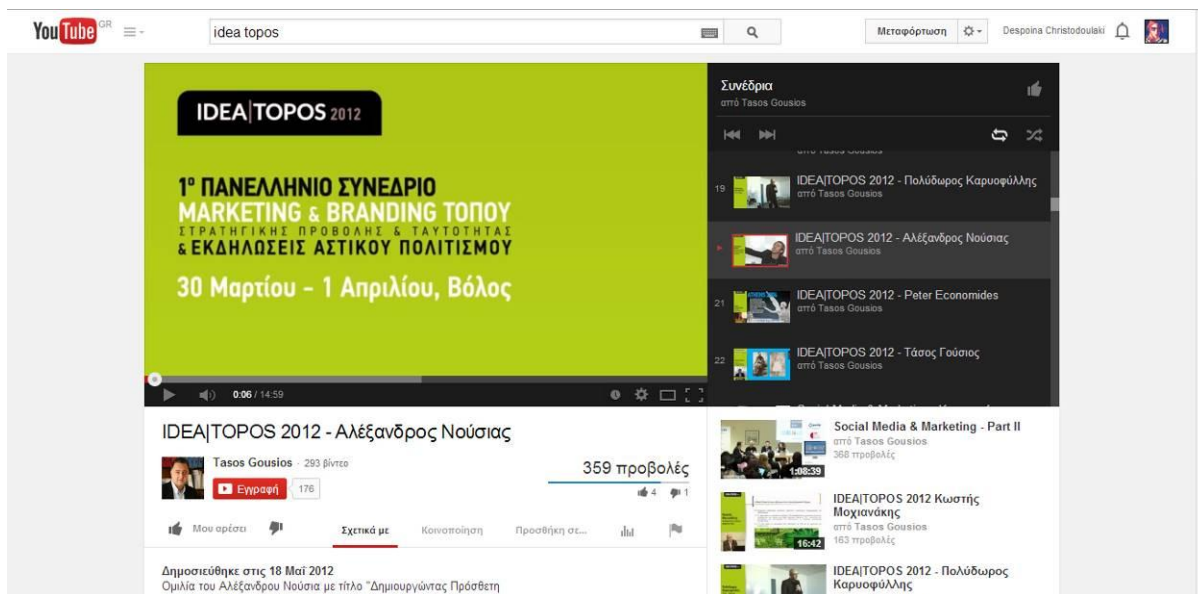 YouTube GR
idea topos
Μεταφόρτωση
Despoina Christodoulaki
IDEA|TOPOS 2012
1º ΠΑΝΕΛΛΗΝΙΟ ΣΥΝΕΔΡΙΟ
MARKETING & BRANDING ΤΟΠΟΥ
ΣΤΡΑΤΗΓΙΚΗΣ ΠΡΟΒΟΛΗΣ & ΤΑΥΤΟΤΗΤΑΣ
& ΕΚΔΗΛΩΣΕΙΣ ΑΣΤΙΚΟΥ ΠΟΛΙΤΙΣΜΟΥ
30 Μαρτίου – 1 Απριλίου, Βόλος
0:06 / 14:59
Συνέδρια
από Tasos Gousios
από Tasos Gousios
19
IDEA|TOPOS 2012 - Πολύδωρος Καρυοφύλλης
από Tasos Gousios
IDEA|TOPOS 2012 - Αλέξανδρος Νούσιας
από Tasos Gousios
21
IDEA|TOPOS 2012 - Peter Economides
από Tasos Gousios
22
IDEA|TOPOS 2012 - Τάσος Γούσιος
από Tasos Gousios
IDEA|TOPOS 2012 - Αλέξανδρος Νούσιας
Tasos Gousios · 293 βίντεο
Εγγραφή 176
359 προβολές
4 1
Μου αρέσει
Σχετικά με Κοινοποίηση Προσθήκη σε...
Δημοσιεύθηκε στις 18 Μαΐ 2012
Ομιλία του Αλέξανδρου Νούσια με τίτλο "Δημιουργώντας Πρόσθετη
Social Media & Marketing - Part II
από Tasos Gousios
368 προβολές
1:08:39
IDEA|TOPOS 2012 Κωστής
Μοχιανάκης
από Tasos Gousios
163 προβολές
16:42
IDEA|TOPOS 2012 - Πολύδωρος
Καρυοφύλλης